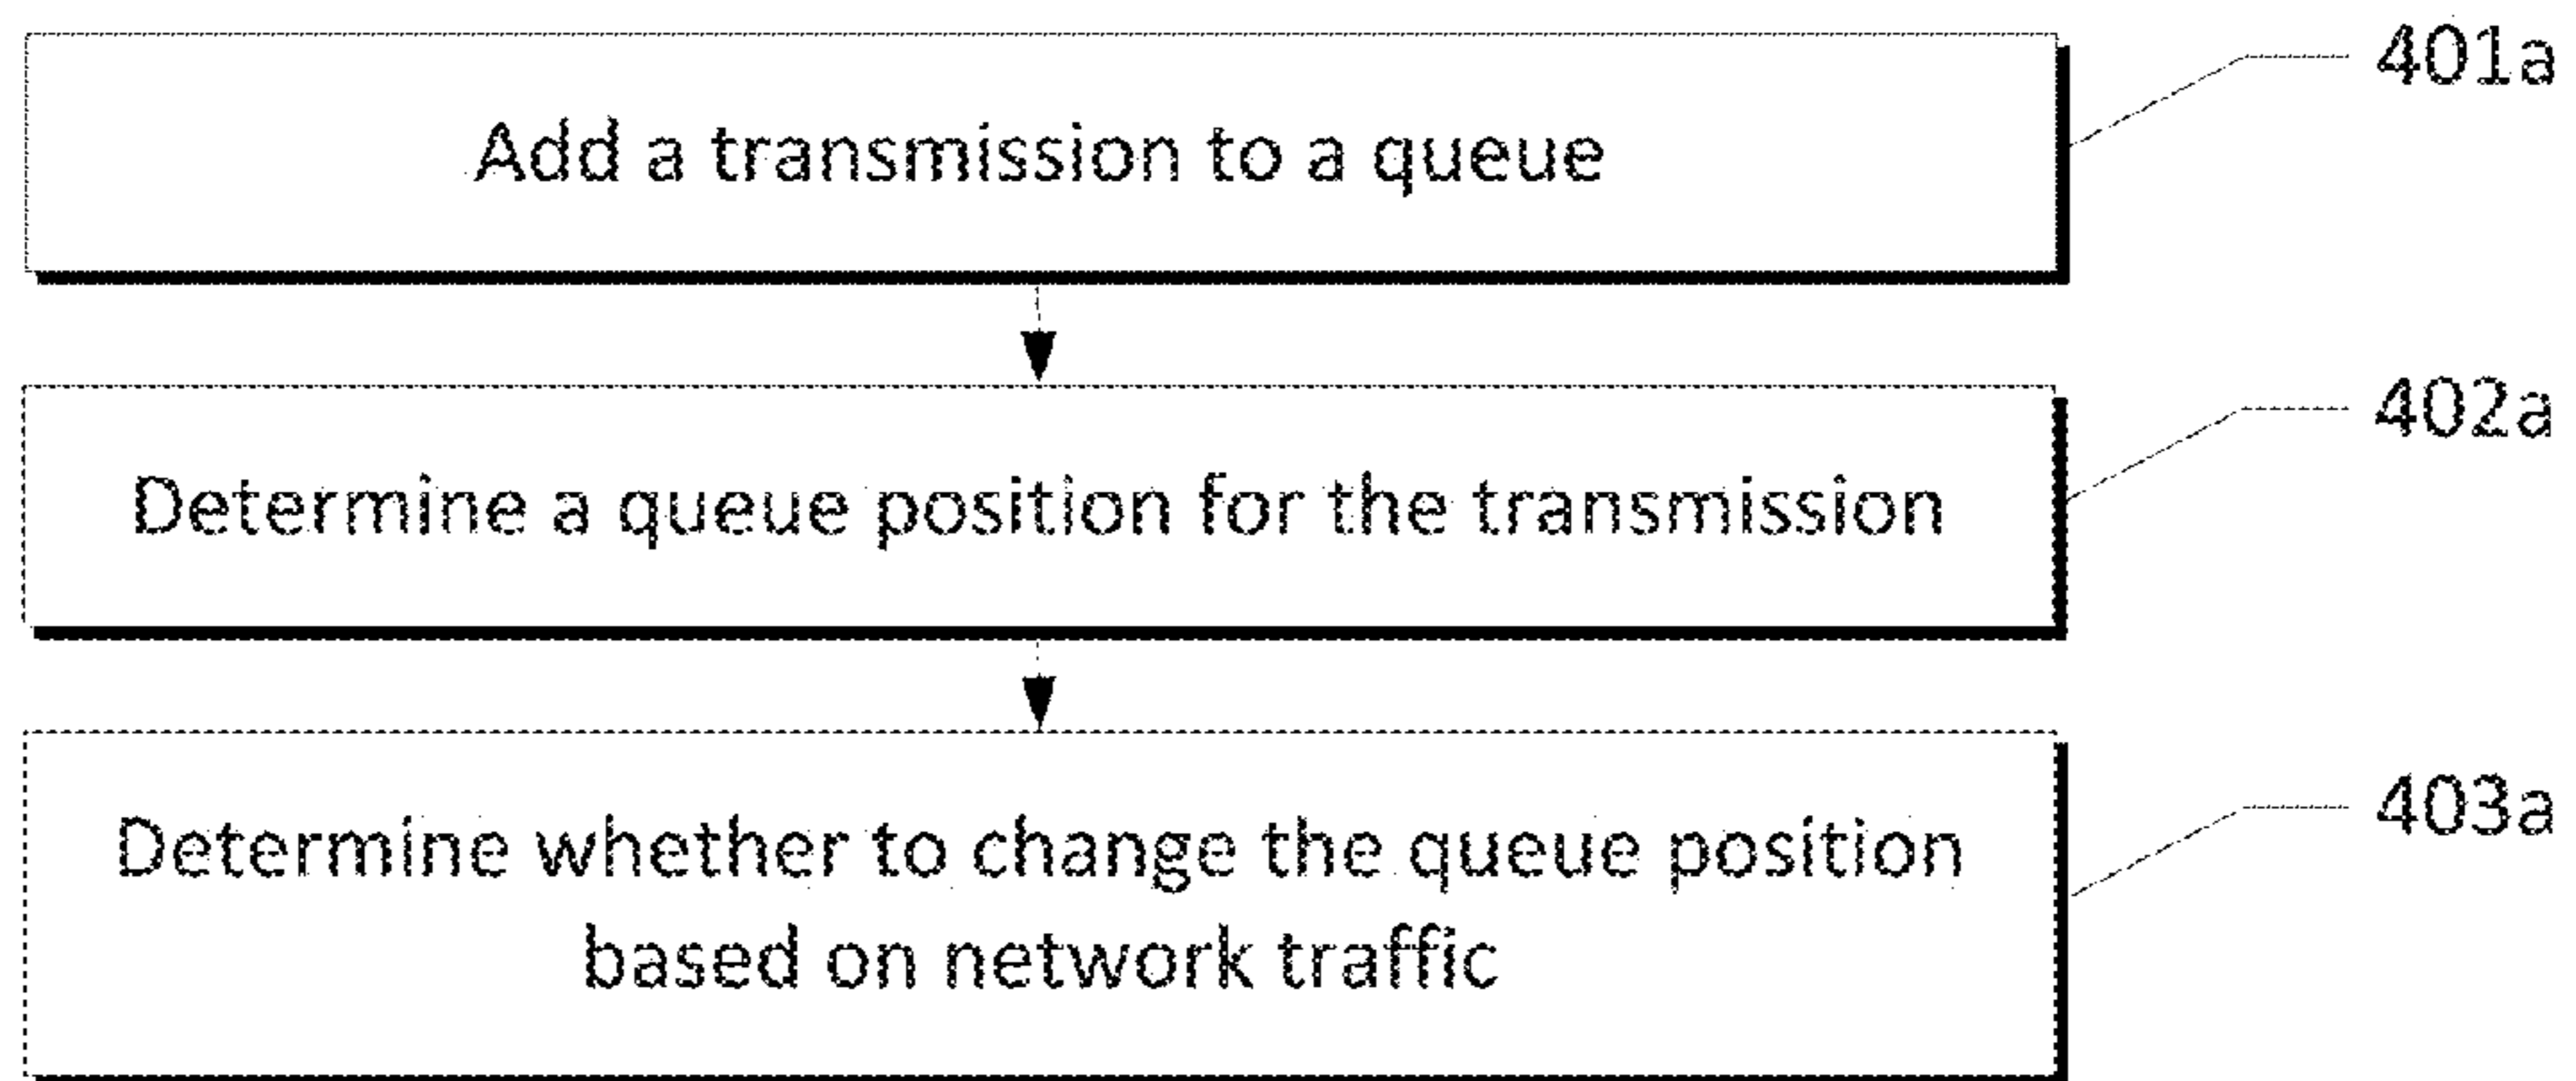 Add a transmission to a queue
401a
Determine a queue position for the transmission
402a
Determine whether to change the queue position
based on network traffic
403a